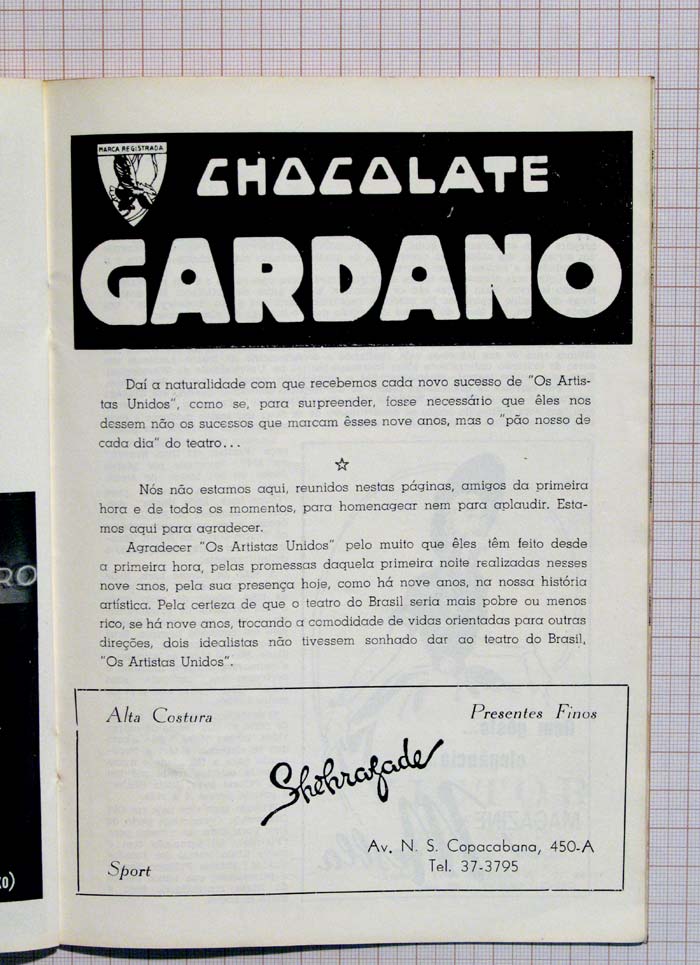 MARCA REGISTRADA
CHOCOLATE
GARDANO
Daí a naturalidade com que recebemos cada novo sucesso de "Os Artis-
tas Unidos", como se, para surpreender, fosse necessário que êles nos
dessem não os sucessos que marcam êsses nove anos, mas o "pão nosso de
cada dia" do teatro...
Nós não estamos aqui, reunidos nestas páginas, amigos da primeira
hora e de todos os momentos, para homenagear nem para aplaudir. Esta-
mos aqui para agradecer.
Agradecer "Os Artistas Unidos" pelo muito que êles têm feito desde
a primeira hora, pelas promessas daquela primeira noite realizadas nesses
nove anos, pela sua presença hoje, como há nove anos, na nossa história
artística. Pela certeza de que o teatro do Brasil seria mais pobre ou menos
rico, se há nove anos, trocando a comodidade de vidas orientadas para outras
direções, dois idealistas não tivessem sonhado dar ao teatro do Brasil,
"Os Artistas Unidos".
Alta Costura
Presentes Finos
Shehrazade
Av. N. S. Copacabana, 450-A
Tel. 37-3795
Sport